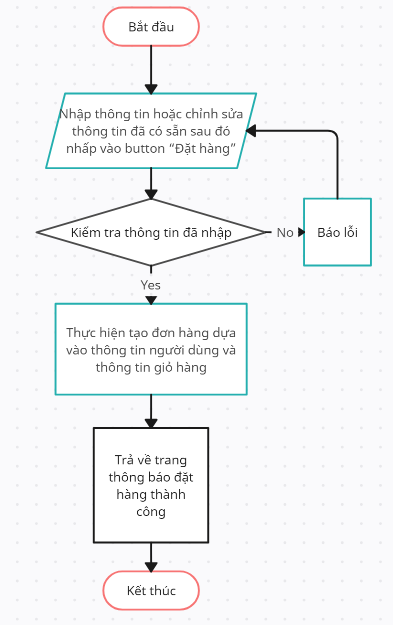 Bắt đầu
Nhập thông tin hoặc chỉnh sửa
thông tin đã có sẵn sau đó
nhấp vào button “Đặt hàng”
Kiểm tra thông tin đã nhập
No
Báo lỗi
Yes
Thực hiện tạo đơn hàng dựa
vào thông tin người dùng và
thông tin giỏ hàng
Trả về trang
thông báo đặt
hàng thành
công
Kết thúc